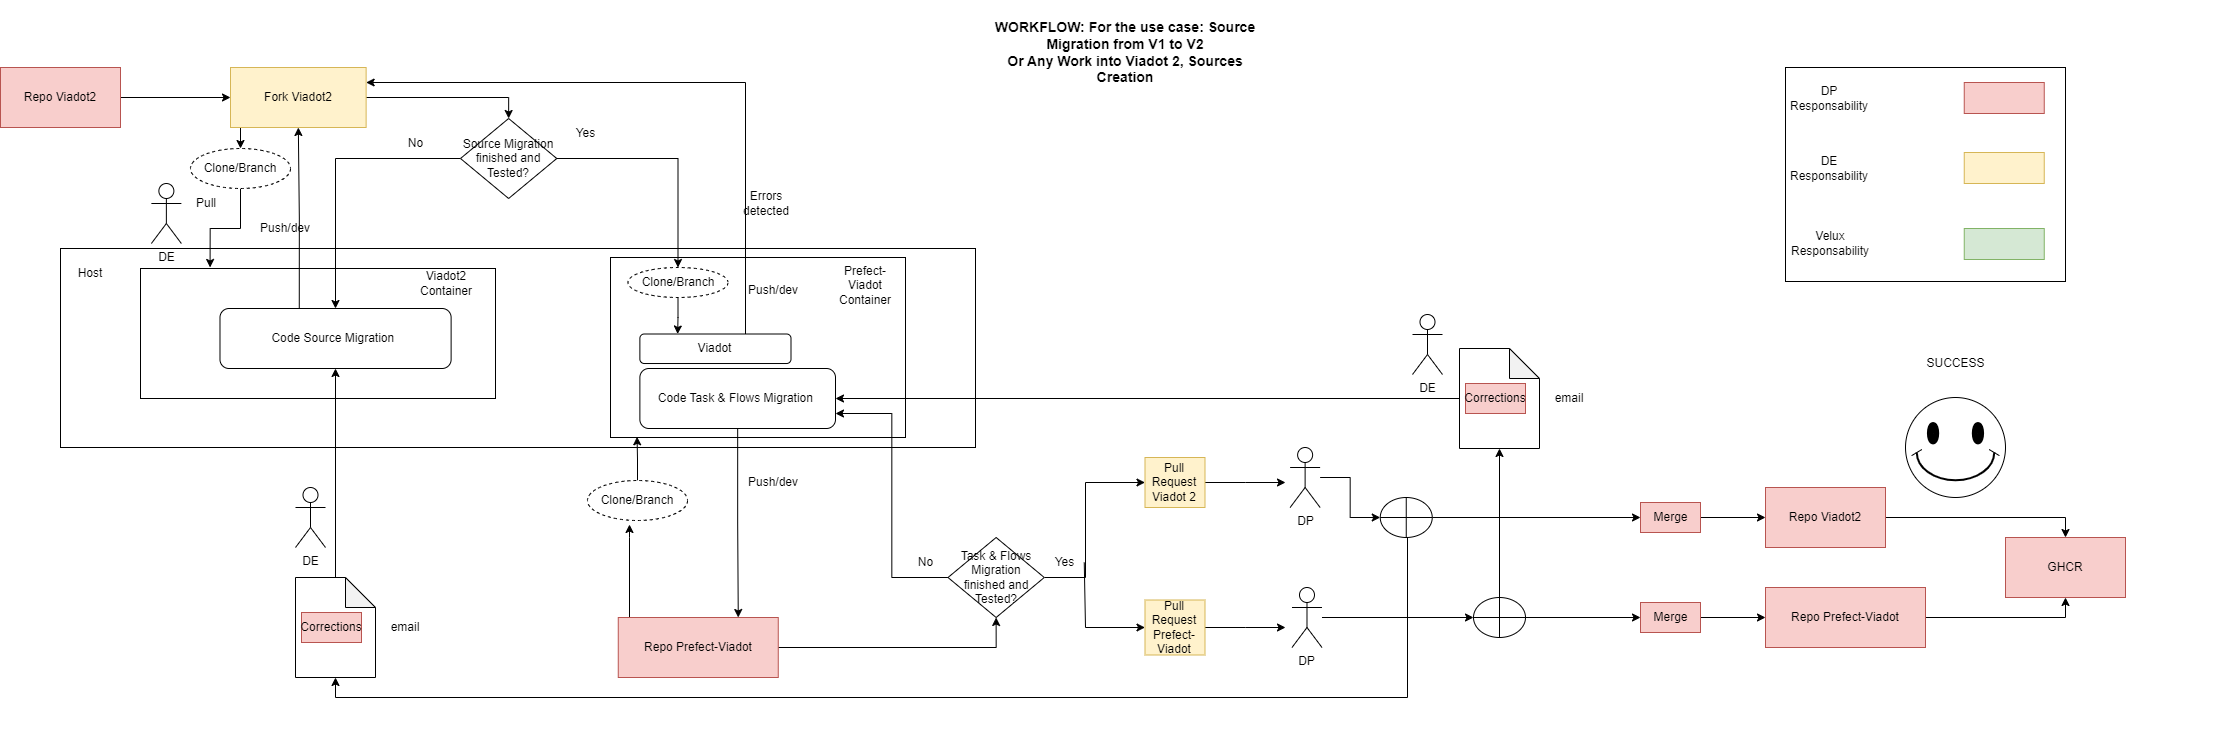 WORKFLOW: For the use case: Source
Migration from V1 to V2
Or Any Work into Viadot 2, Sources
Creation
Repo Viadot2
Fork Viadot2
DP
Responsability
DE
Responsability
Velux
Responsability
No
Source Migration
finished and
Tested?
Yes
Clone/Branch
Pull
Push/dev
DE
Errors
detected
Host
Viadot2
Container
Code Source Migration
Clone/Branch
Push/dev
Prefect-
Viadot
Container
Viadot
Code Task & Flows Migration
DE
Corrections
email
SUCCESS
Clone/Branch
Push/dev
DE
Corrections
email
Repo Prefect-Viadot
No
Task & Flows
Migration
finished and
Tested?
Yes
Pull
Request
Viadot 2
DP
Pull
Request
Prefect-
Viadot
DP
Merge
Repo Viadot2
Merge
Repo Prefect-Viadot
GHCR